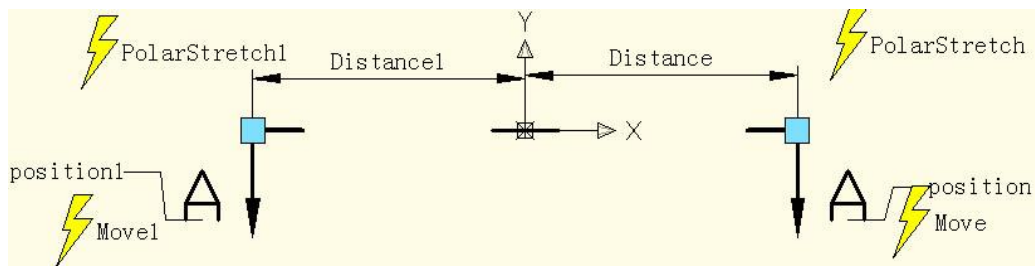 PolarStretch1
Distance1
Y
Distance
PolarStretch
X
position1
A
A
position
Move1
Move